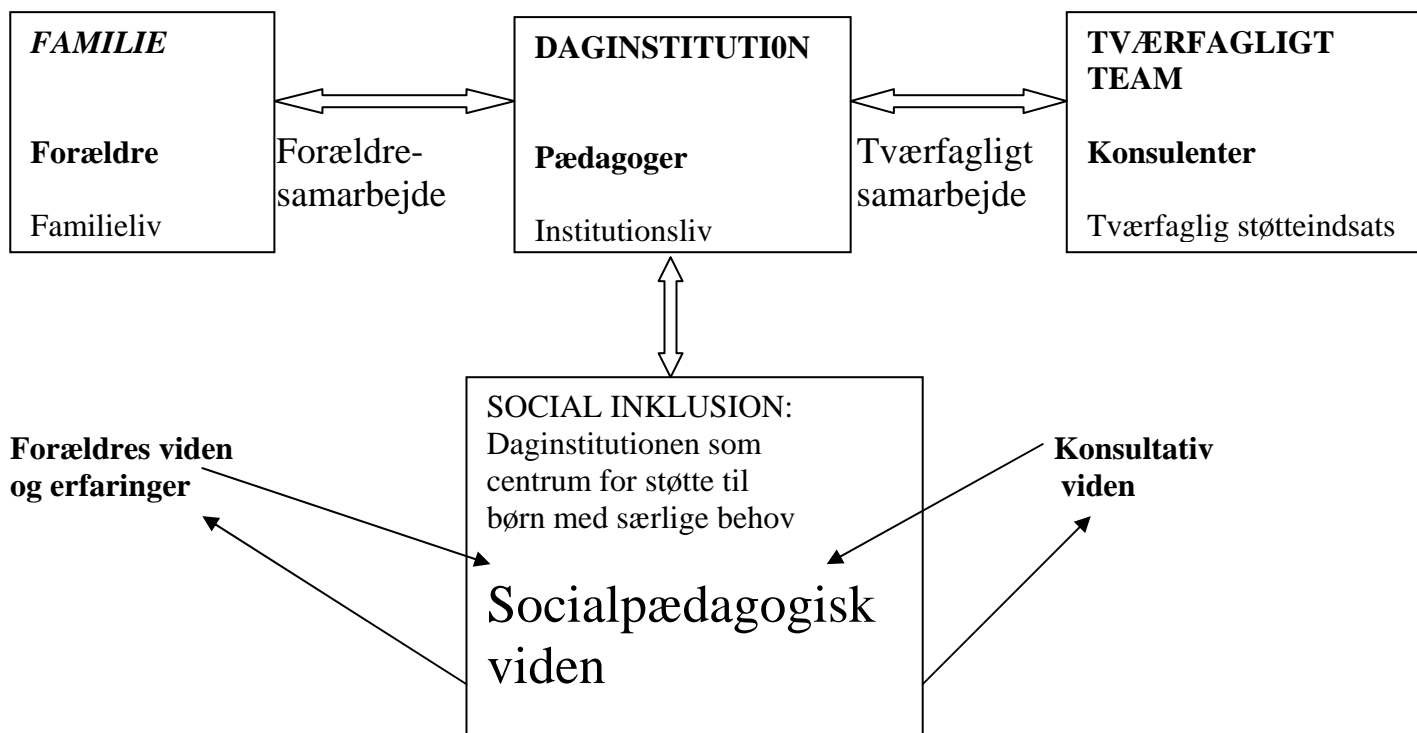 FAMILIE
Forældre
Familieliv
Forældre-
samarbejde
DAGINSTITUTI0N
Pædagoger
Institutionsliv
Tværfagligt
samarbejde
TVÆRFAGLIGT
TEAM
Konsulenter
Tværfaglig støtteindsats
Forældres viden
og erfaringer
SOCIAL INKLUSION:
Daginstitutionen som
centrum for støtte til
børn med særlige behov
Socialpædagogisk
viden
Konsultativ
viden